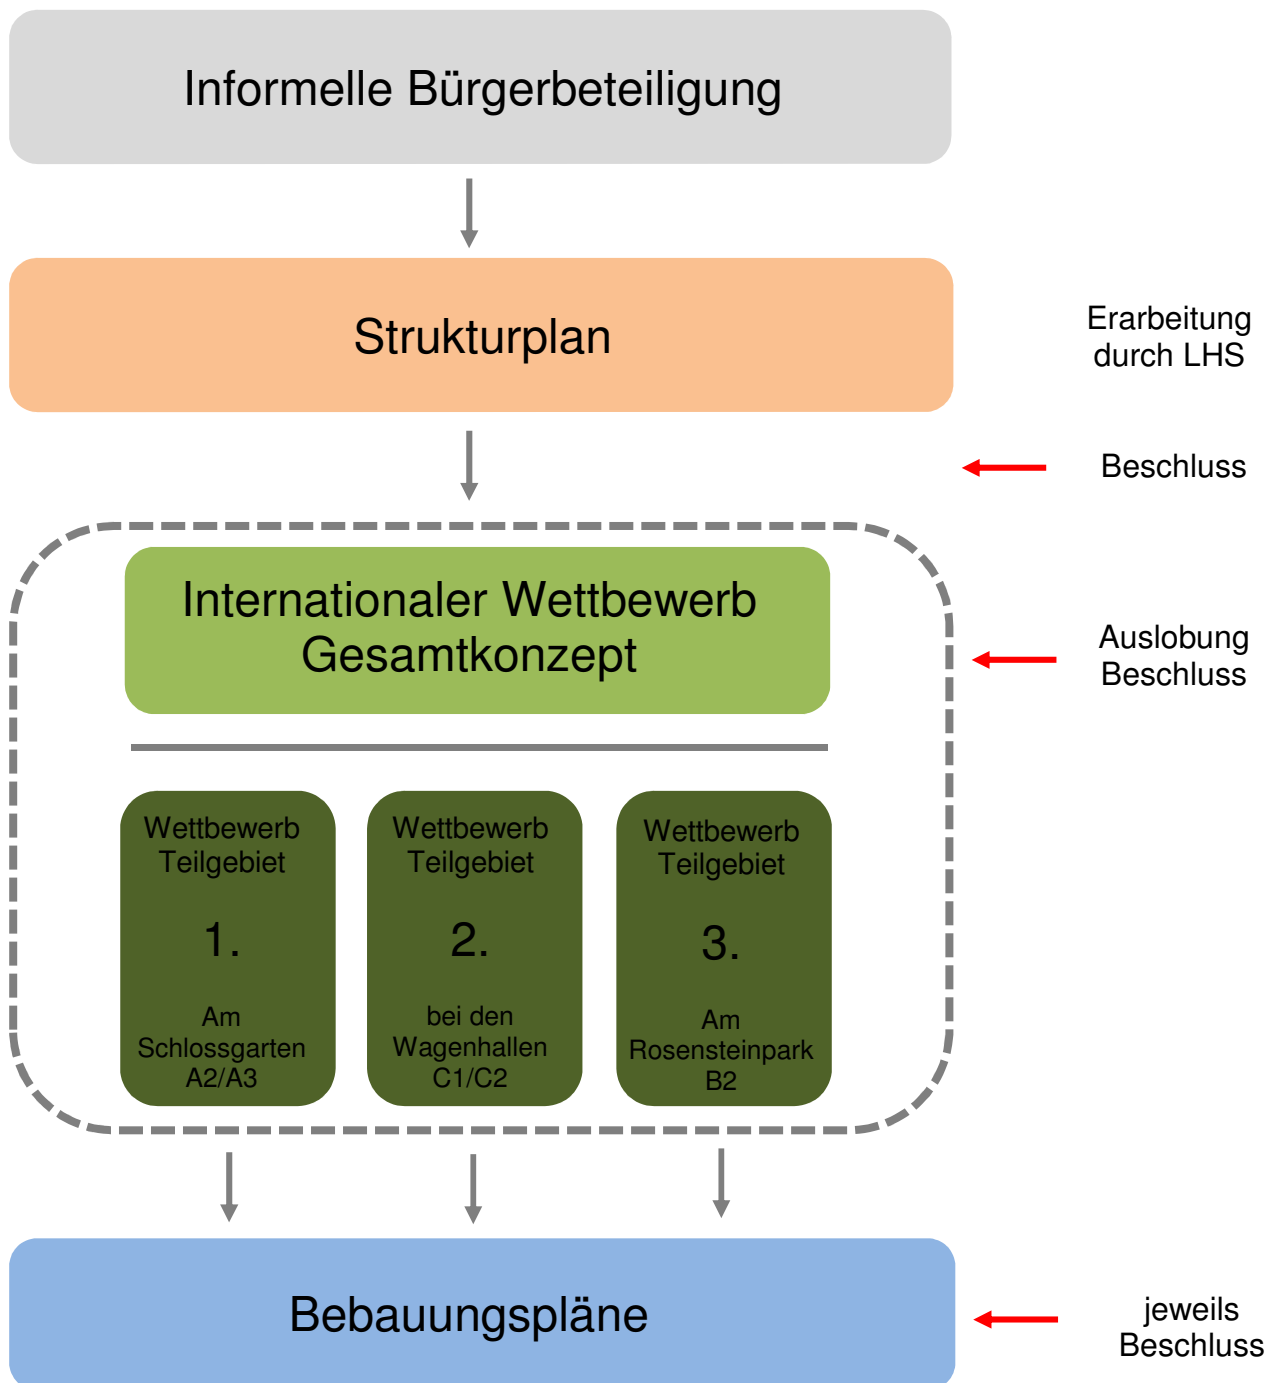 Informelle Bürgerbeteiligung
Strukturplan
Erarbeitung
durch LHS
Beschluss
Internationaler Wettbewerb
Gesamtkonzept
Auslobung
Beschluss
Wettbewerb
Teilgebiet
1.
Am
Schlossgarten
A2/A3
Wettbewerb
Teilgebiet
2.
bei den
Wagenhallen
C1/C2
Wettbewerb
Teilgebiet
3.
Am
Rosensteinpark
B2
Bebauungspläne
jeweils
Beschluss